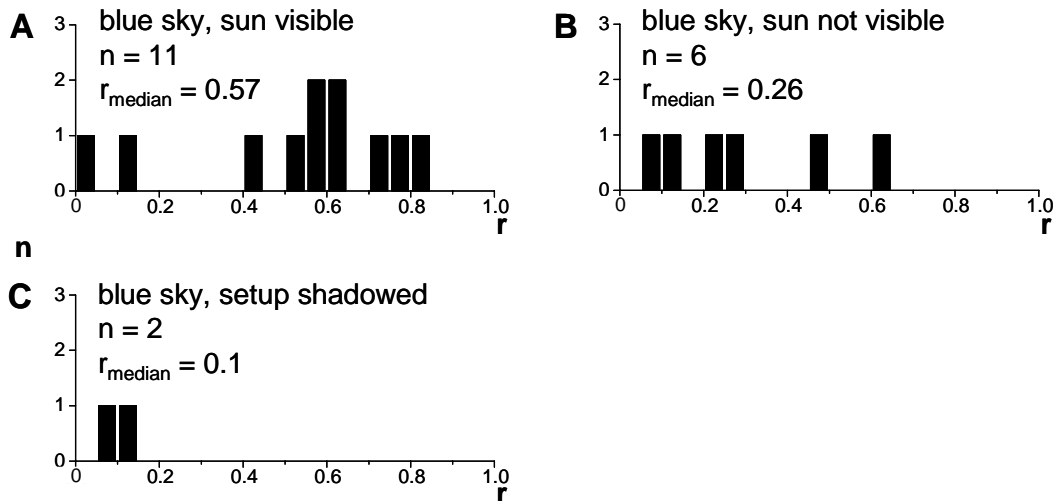 A
blue sky, sun visible
n = 11
r median = 0.57
3
2
1
0
0 0.2 0.4 0.6 0.8 1.0
r
B
blue sky, sun not visible
n = 6
r median = 0.26
3
2
1
0
0 0.2 0.4 0.6 0.8 1.0
r
n
C
blue sky, setup shadowed
n = 2
r median = 0.1
3
2
1
0
0 0.2 0.4 0.6 0.8 1.0
r